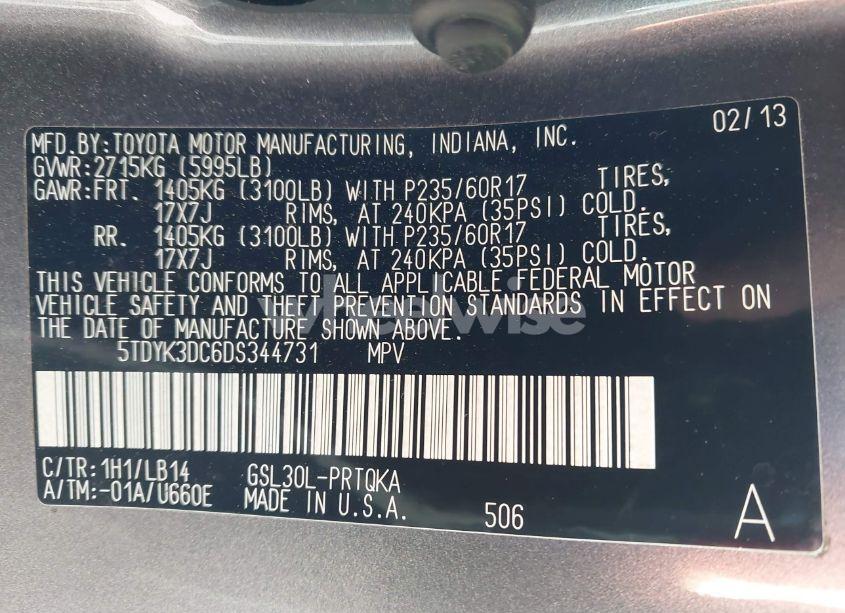 MFD. BY: TOYOTA MOTOR MANUFACTURING, INDIANA, INC. 02/13
GVWR: 2715KG (5995LB)
GAWR: FRT. 1405KG (3100LB) WITH P235/60R17 TIRES,
17X7J RIMS, AT 240KPA (35PSI) COLD.
RR. 1405KG (3100LB) WITH P235/60R17 TIRES,
17X7J RIMS, AT 240KPA (35PSI) COLD.
THIS VEHICLE CONFORMS TO ALL APPLICABLE FEDERAL MOTOR
VEHICLE SAFETY AND THEFT PREVENTION STANDARDS IN EFFECT ON
THE DATE OF MANUFACTURE SHOWN ABOVE.
wheelwise
5TDYK3DC6DS344731 MPV
C/TR: 1H1/LB14 GSL30L-PRTQKA
A/TM: -01A/U660E MADE IN U.S.A. 506 A